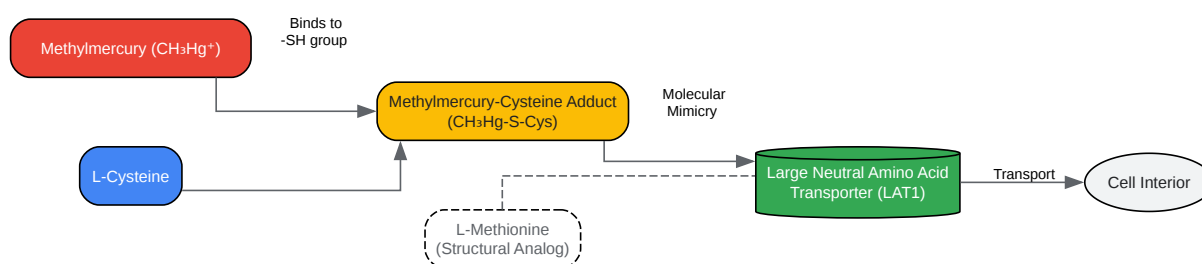 Methylmercury (CH₃Hg⁺)
Binds to
-SH group
L-Cysteine
Methylmercury-Cysteine Adduct
(CH₃Hg-S-Cys)
Molecular
Mimicry
L-Methionine
(Structural Analog)
Large Neutral Amino Acid
Transporter (LAT1)
Transport
Cell Interior